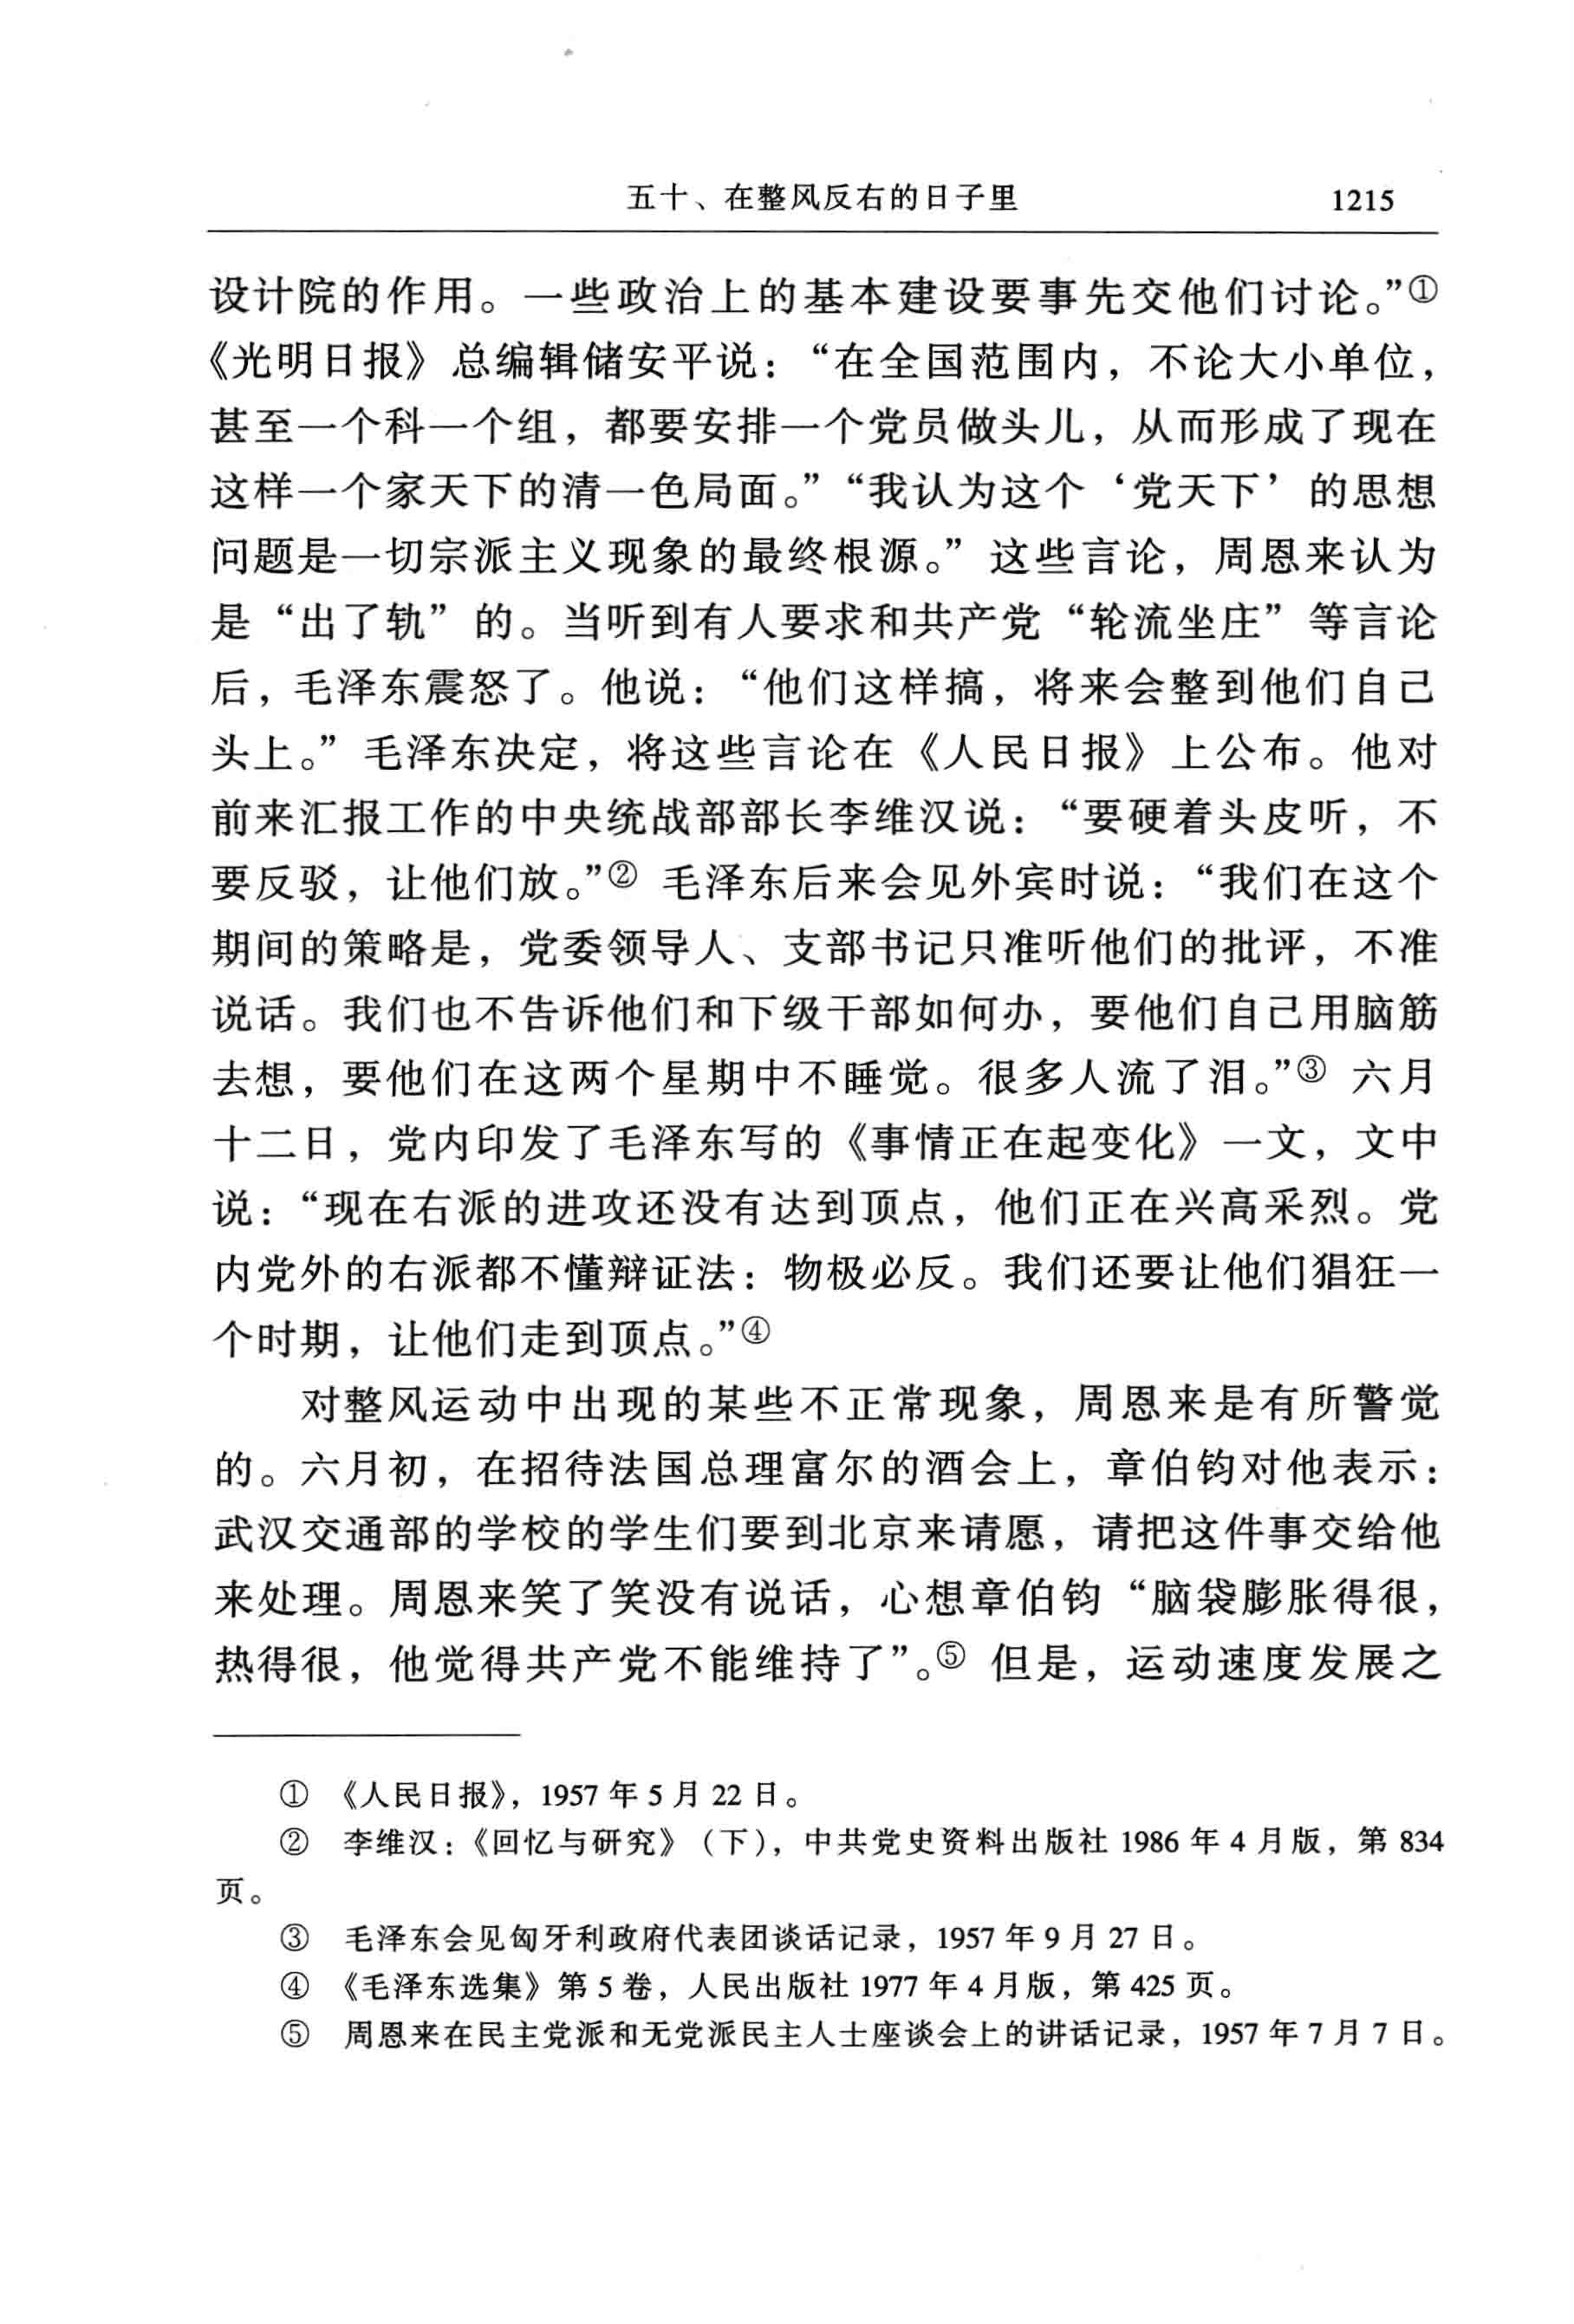 五十、在整风反右的日子里 1215
设计院的作用。一些政治上的基本建设要事先交他们讨论。”①
《光明日报》总编辑储安平说：“在全国范围内，不论大小单位，
甚至一个科一个组，都要安排一个党员做头儿，从而形成了现在
这样一个家天下的清一色局面。”“我认为这个‘党天下’的思想
问题是一切宗派主义现象的最终根源。”这些言论，周恩来认为
是“出了轨”的。当听到有人要求和共产党“轮流坐庄”等言论
后，毛泽东震怒了。他说：“他们这样搞，将来会整到他们自己
头上。”毛泽东决定，将这些言论在《人民日报》上公布。他对
前来汇报工作的中央统战部部长李维汉说：“要硬着头皮听，不
要反驳，让他们放。”② 毛泽东后来会见外宾时说：“我们在这个
期间的策略是，党委领导人、支部书记只准听他们的批评，不准
说话。我们也不告诉他们和下级干部如何办，要他们自己用脑筋
去想，要他们在这两个星期中不睡觉。很多人流了泪。”③ 六月
十二日，党内印发了毛泽东写的《事情正在起变化》一文，文中
说：“现在右派的进攻还没有达到顶点，他们正在兴高采烈。党
内党外的右派都不懂辩证法：物极必反。我们还要让他们猖狂一
个时期，让他们走到顶点。”④
对整风运动中出现的某些不正常现象，周恩来是有所警觉
的。六月初，在招待法国总理富尔的酒会上，章伯钧对他表示：
武汉交通部的学校的学生们要到北京来请愿，请把这件事交给他
来处理。周恩来笑了笑没有说话，心想章伯钧“脑袋膨胀得很，
热得很，他觉得共产党不能维持了”。⑤ 但是，运动速度发展之
① 《人民日报》，1957 年 5 月 22 日。
② 李维汉：《回忆与研究》（下），中共党史资料出版社 1986 年 4 月版，第 834
页。
③ 毛泽东会见匈牙利政府代表团谈话记录，1957 年 9 月 27 日。
④ 《毛泽东选集》第 5 卷，人民出版社 1977 年 4 月版，第 425 页。
⑤ 周恩来在民主党派和无党派民主人士座谈会上的讲话记录，1957 年 7 月 7 日。